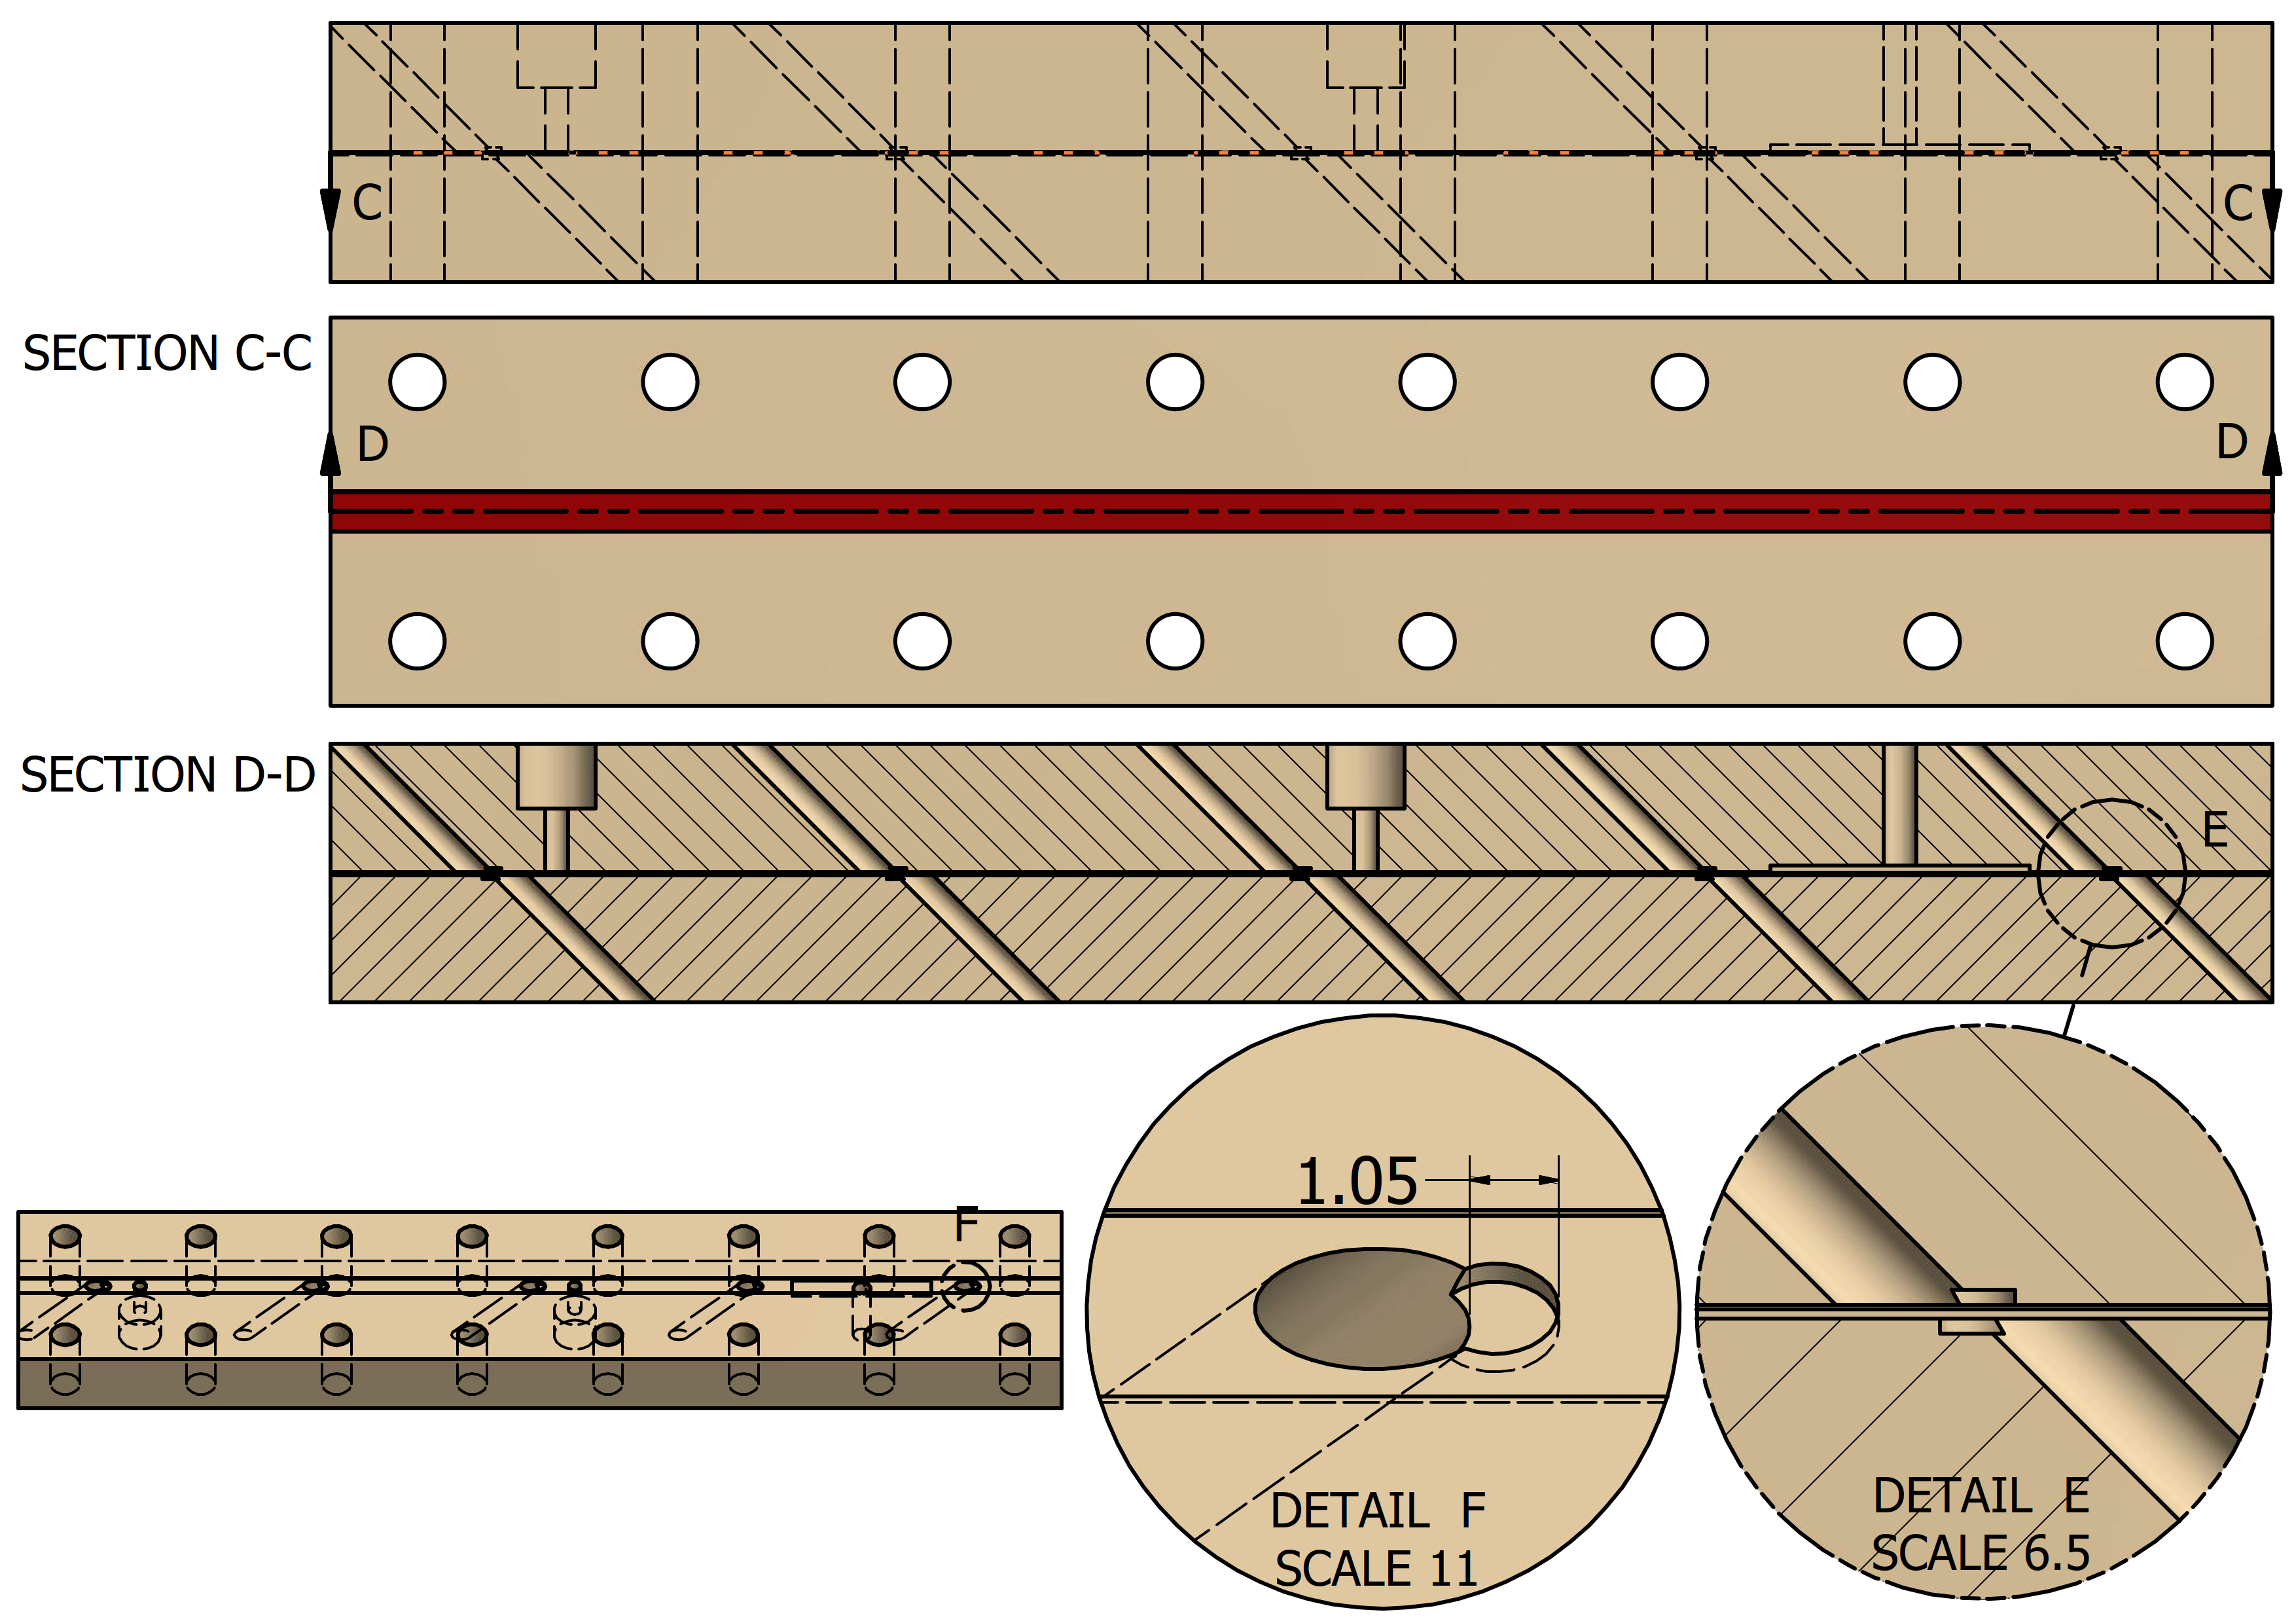 C C
SECTION C-C
D D
SECTION D-D
E
F
1.05
DETAIL F
SCALE 11
DETAIL E
SCALE 6.5